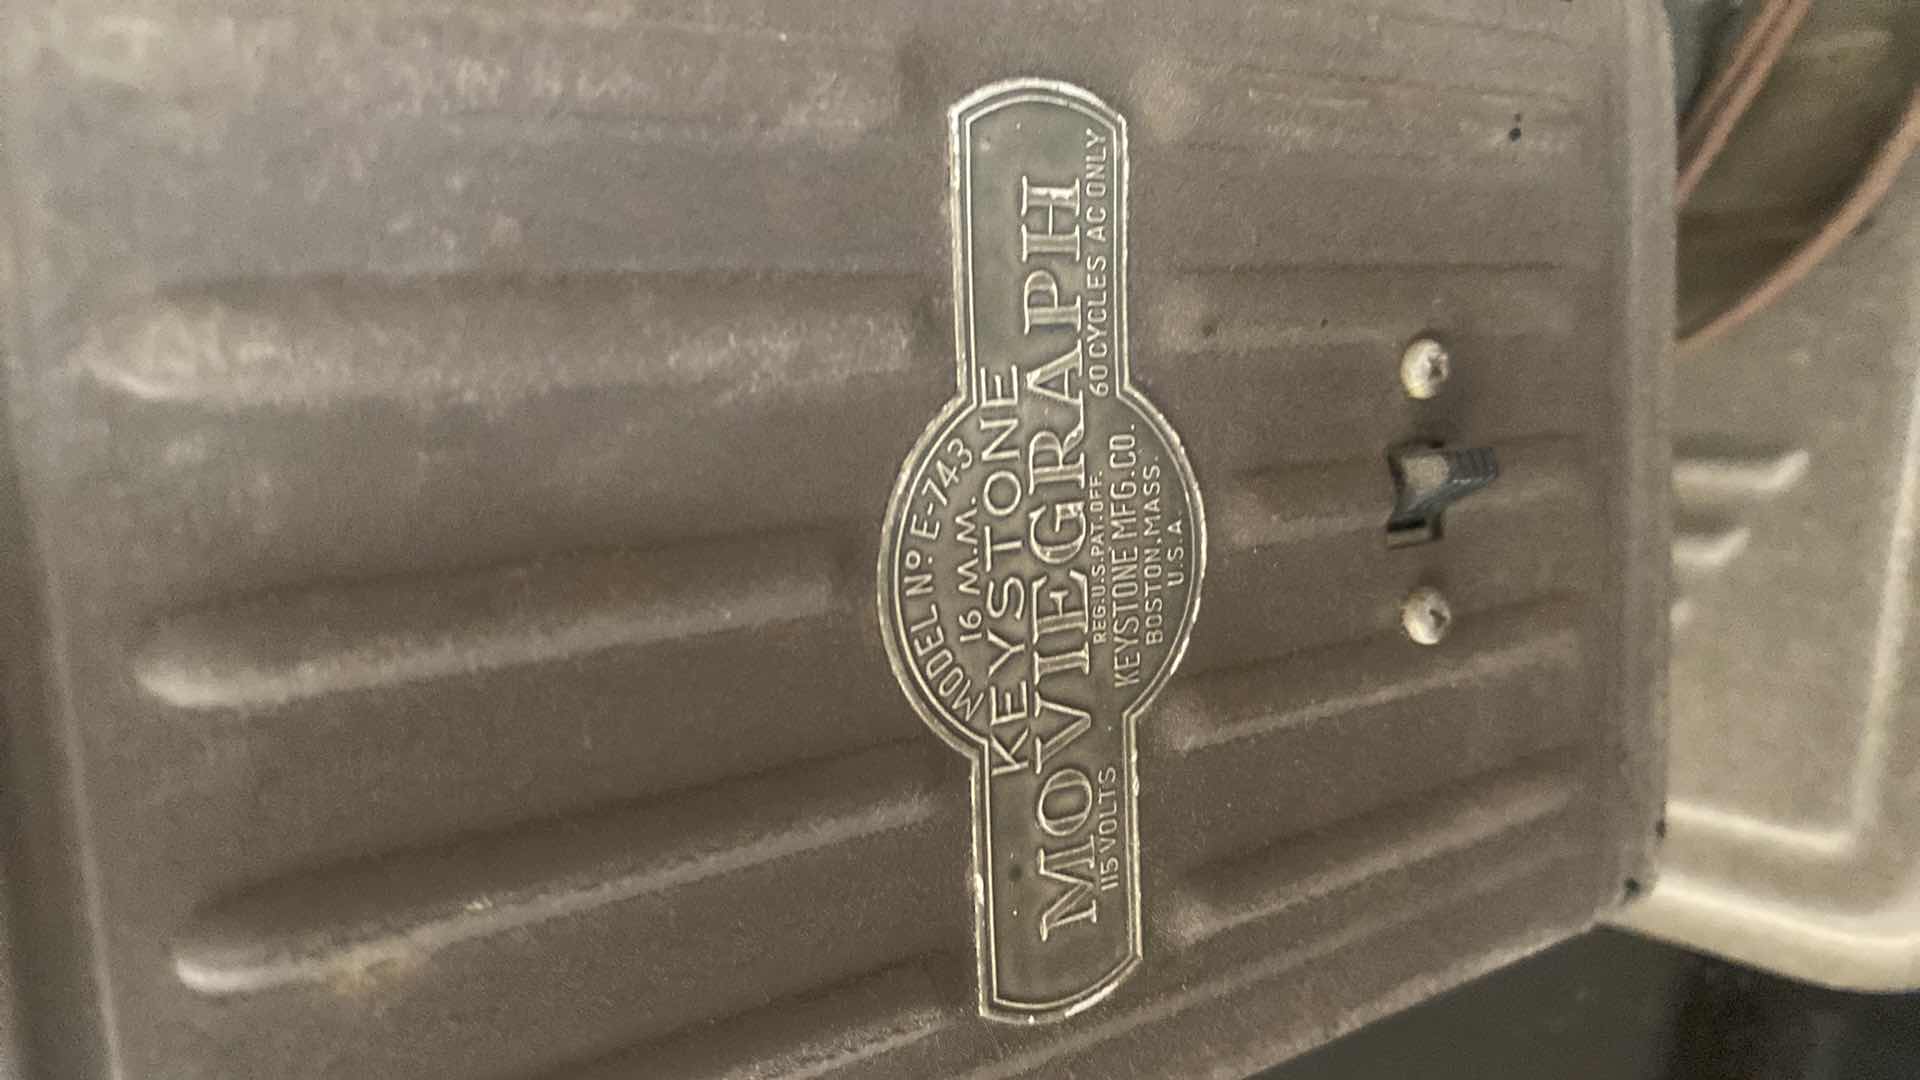 MODEL Nº E-743
16 M.M.
KEYSTONE
MOVIEGRAPH
115 VOLTS
REG. U.S. PAT. OFF.
60 CYCLES AC ONLY
KEYSTONE MFG. CO.
BOSTON, MASS.
U.S.A.